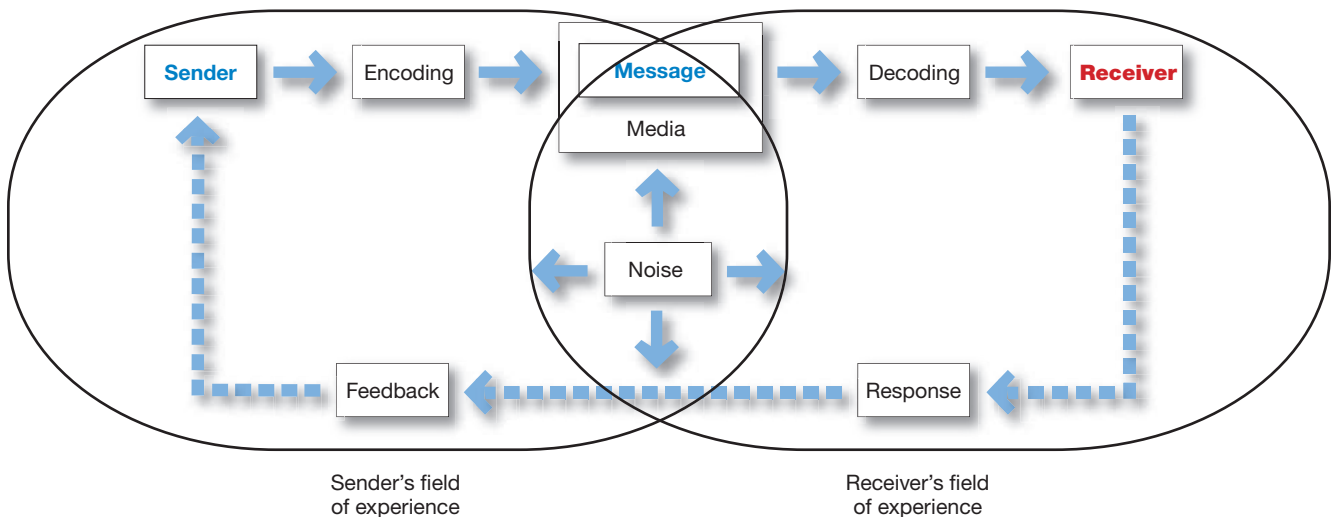 Sender
Encoding
Message
Media
Decoding
Receiver
Noise
Feedback
Response
Sender’s field
of experience
Receiver’s field
of experience